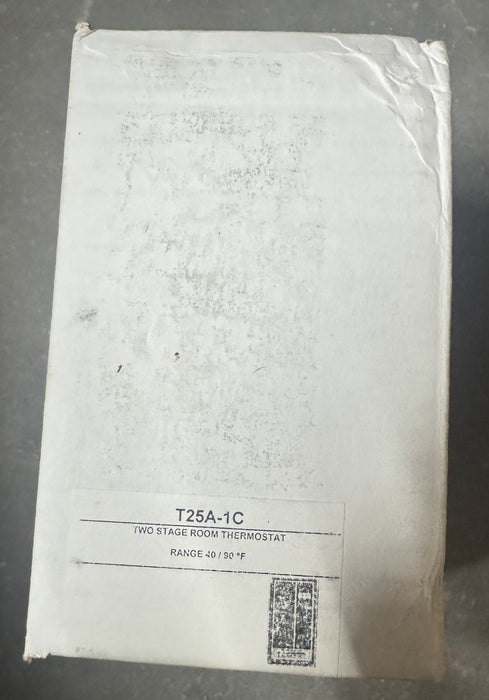 T25A-1C
TWO STAGE ROOM THERMOSTAT
RANGE 40 / 90 °F